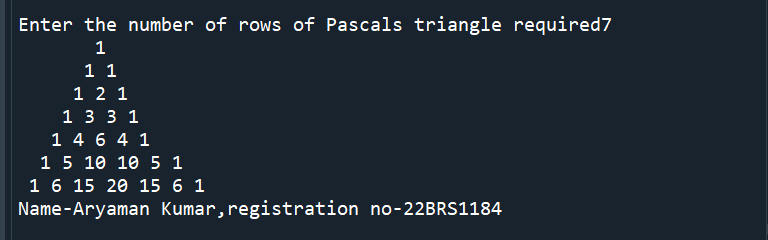 Enter the number of rows of Pascals triangle required7
1
1 1
1 2 1
1 3 3 1
1 4 6 4 1
1 5 10 10 5 1
1 6 15 20 15 6 1
Name-Aryaman Kumar,registration no-22BRS1184